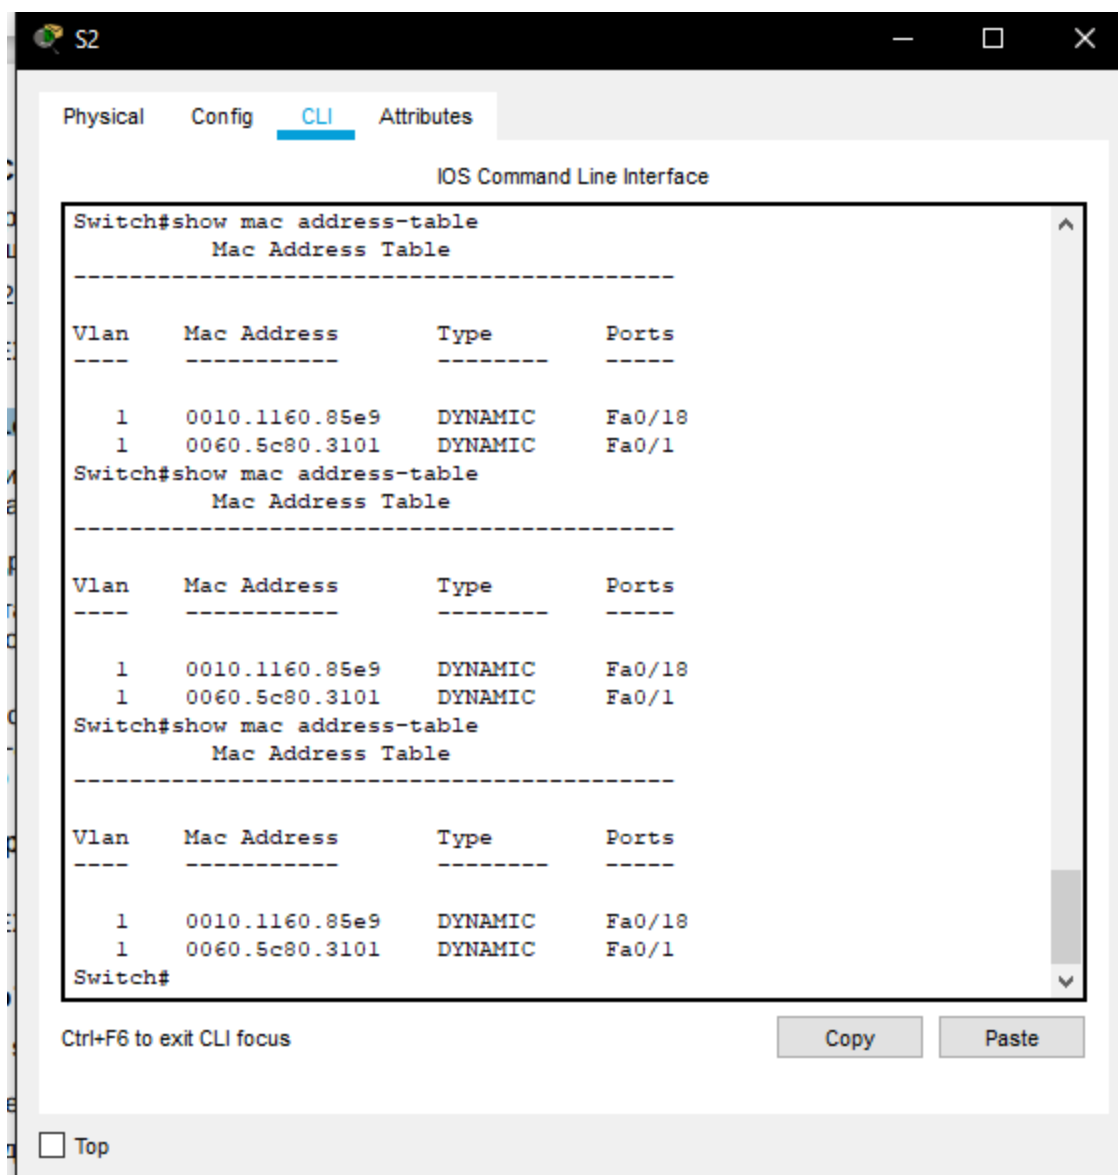 S2
Physical Config CLI Attributes
IOS Command Line Interface
Switch#show mac address-table
Mac Address Table
-------------------------------------------
Vlan Mac Address Type Ports
---- ----------- -------- -----
1 0010.1160.85e9 DYNAMIC Fa0/18
1 0060.5c80.3101 DYNAMIC Fa0/1
Switch#show mac address-table
Mac Address Table
-------------------------------------------
Vlan Mac Address Type Ports
---- ----------- -------- -----
1 0010.1160.85e9 DYNAMIC Fa0/18
1 0060.5c80.3101 DYNAMIC Fa0/1
Switch#show mac address-table
Mac Address Table
-------------------------------------------
Vlan Mac Address Type Ports
---- ----------- -------- -----
1 0010.1160.85e9 DYNAMIC Fa0/18
1 0060.5c80.3101 DYNAMIC Fa0/1
Switch#
Ctrl+F6 to exit CLI focus
Copy Paste
Top